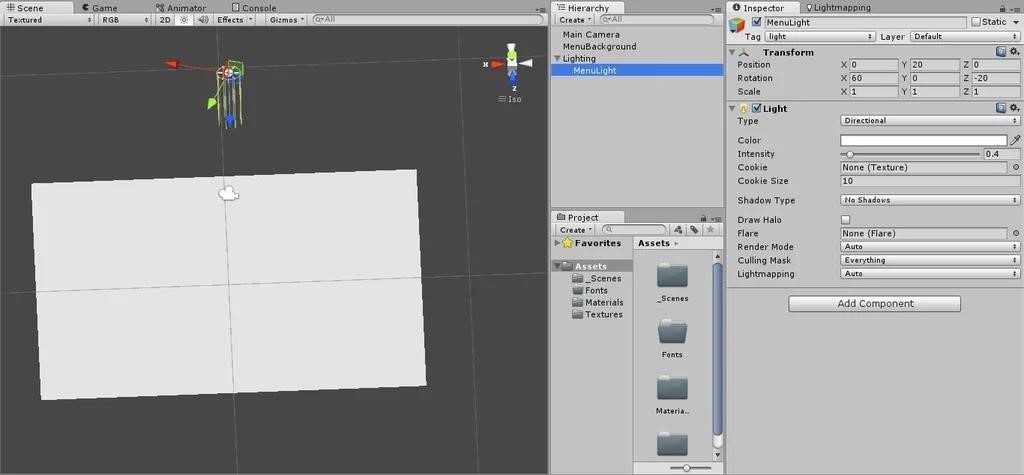 Scene
Game
Animator
Console
Textured
RGB
2D
Effects
Gizmos
All
x
z
Iso
Hierarchy
Create
All
Main Camera
MenuBackground
Lighting
MenuLight
Project
Create
Favorites
Assets
_Scenes
Fonts
Materials
Textures
Assets
_Scenes
Fonts
Materia...
Inspector
Lightmapping
MenuLight
Static
Tag light Layer Default
Transform
Position X 0 Y 20 Z 0
Rotation X 60 Y 0 Z -20
Scale X 1 Y 1 Z 1
Light
Type Directional
Color
Intensity 0.4
Cookie None (Texture)
Cookie Size 10
Shadow Type No Shadows
Draw Halo
Flare None (Flare)
Render Mode Auto
Culling Mask Everything
Lightmapping Auto
Add Component